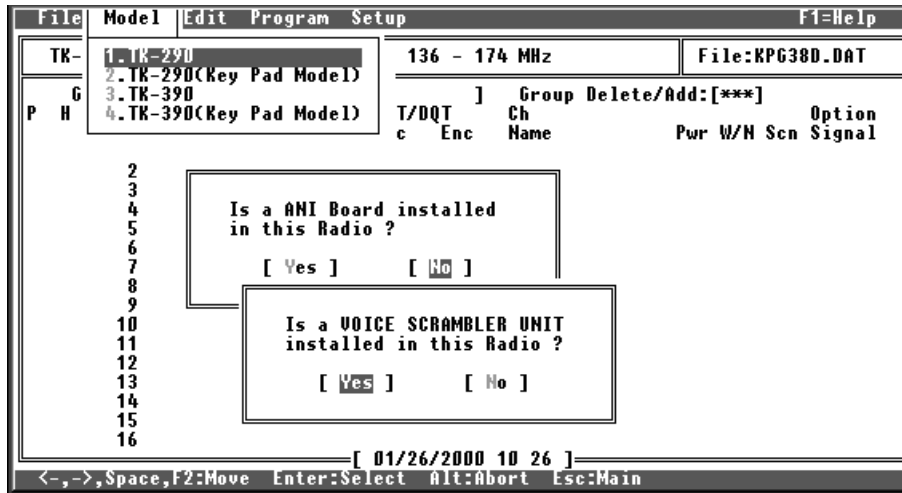 File Model Edit Program Setup F1=Help
TK- 136 - 174 MHz File:KPG38D.DAT
1.TK-290
2.TK-290(Key Pad Model)
3.TK-390
4.TK-390(Key Pad Model)
G ] Group Delete/Add:[***]
P H T/DQT Ch Option
c Enc Name Pwr W/N Scn Signal
2
3
4
5
6
7
8
9
10
11
12
13
14
15
16
Is a ANI Board installed
in this Radio ?
[ Yes ] [ No ]
Is a VOICE SCRAMBLER UNIT
installed in this Radio ?
[ Yes ] [ No ]
[ 01/26/2000 10 26 ]
<-,->,Space,F2:Move Enter:Select Alt:Abort Esc:Main